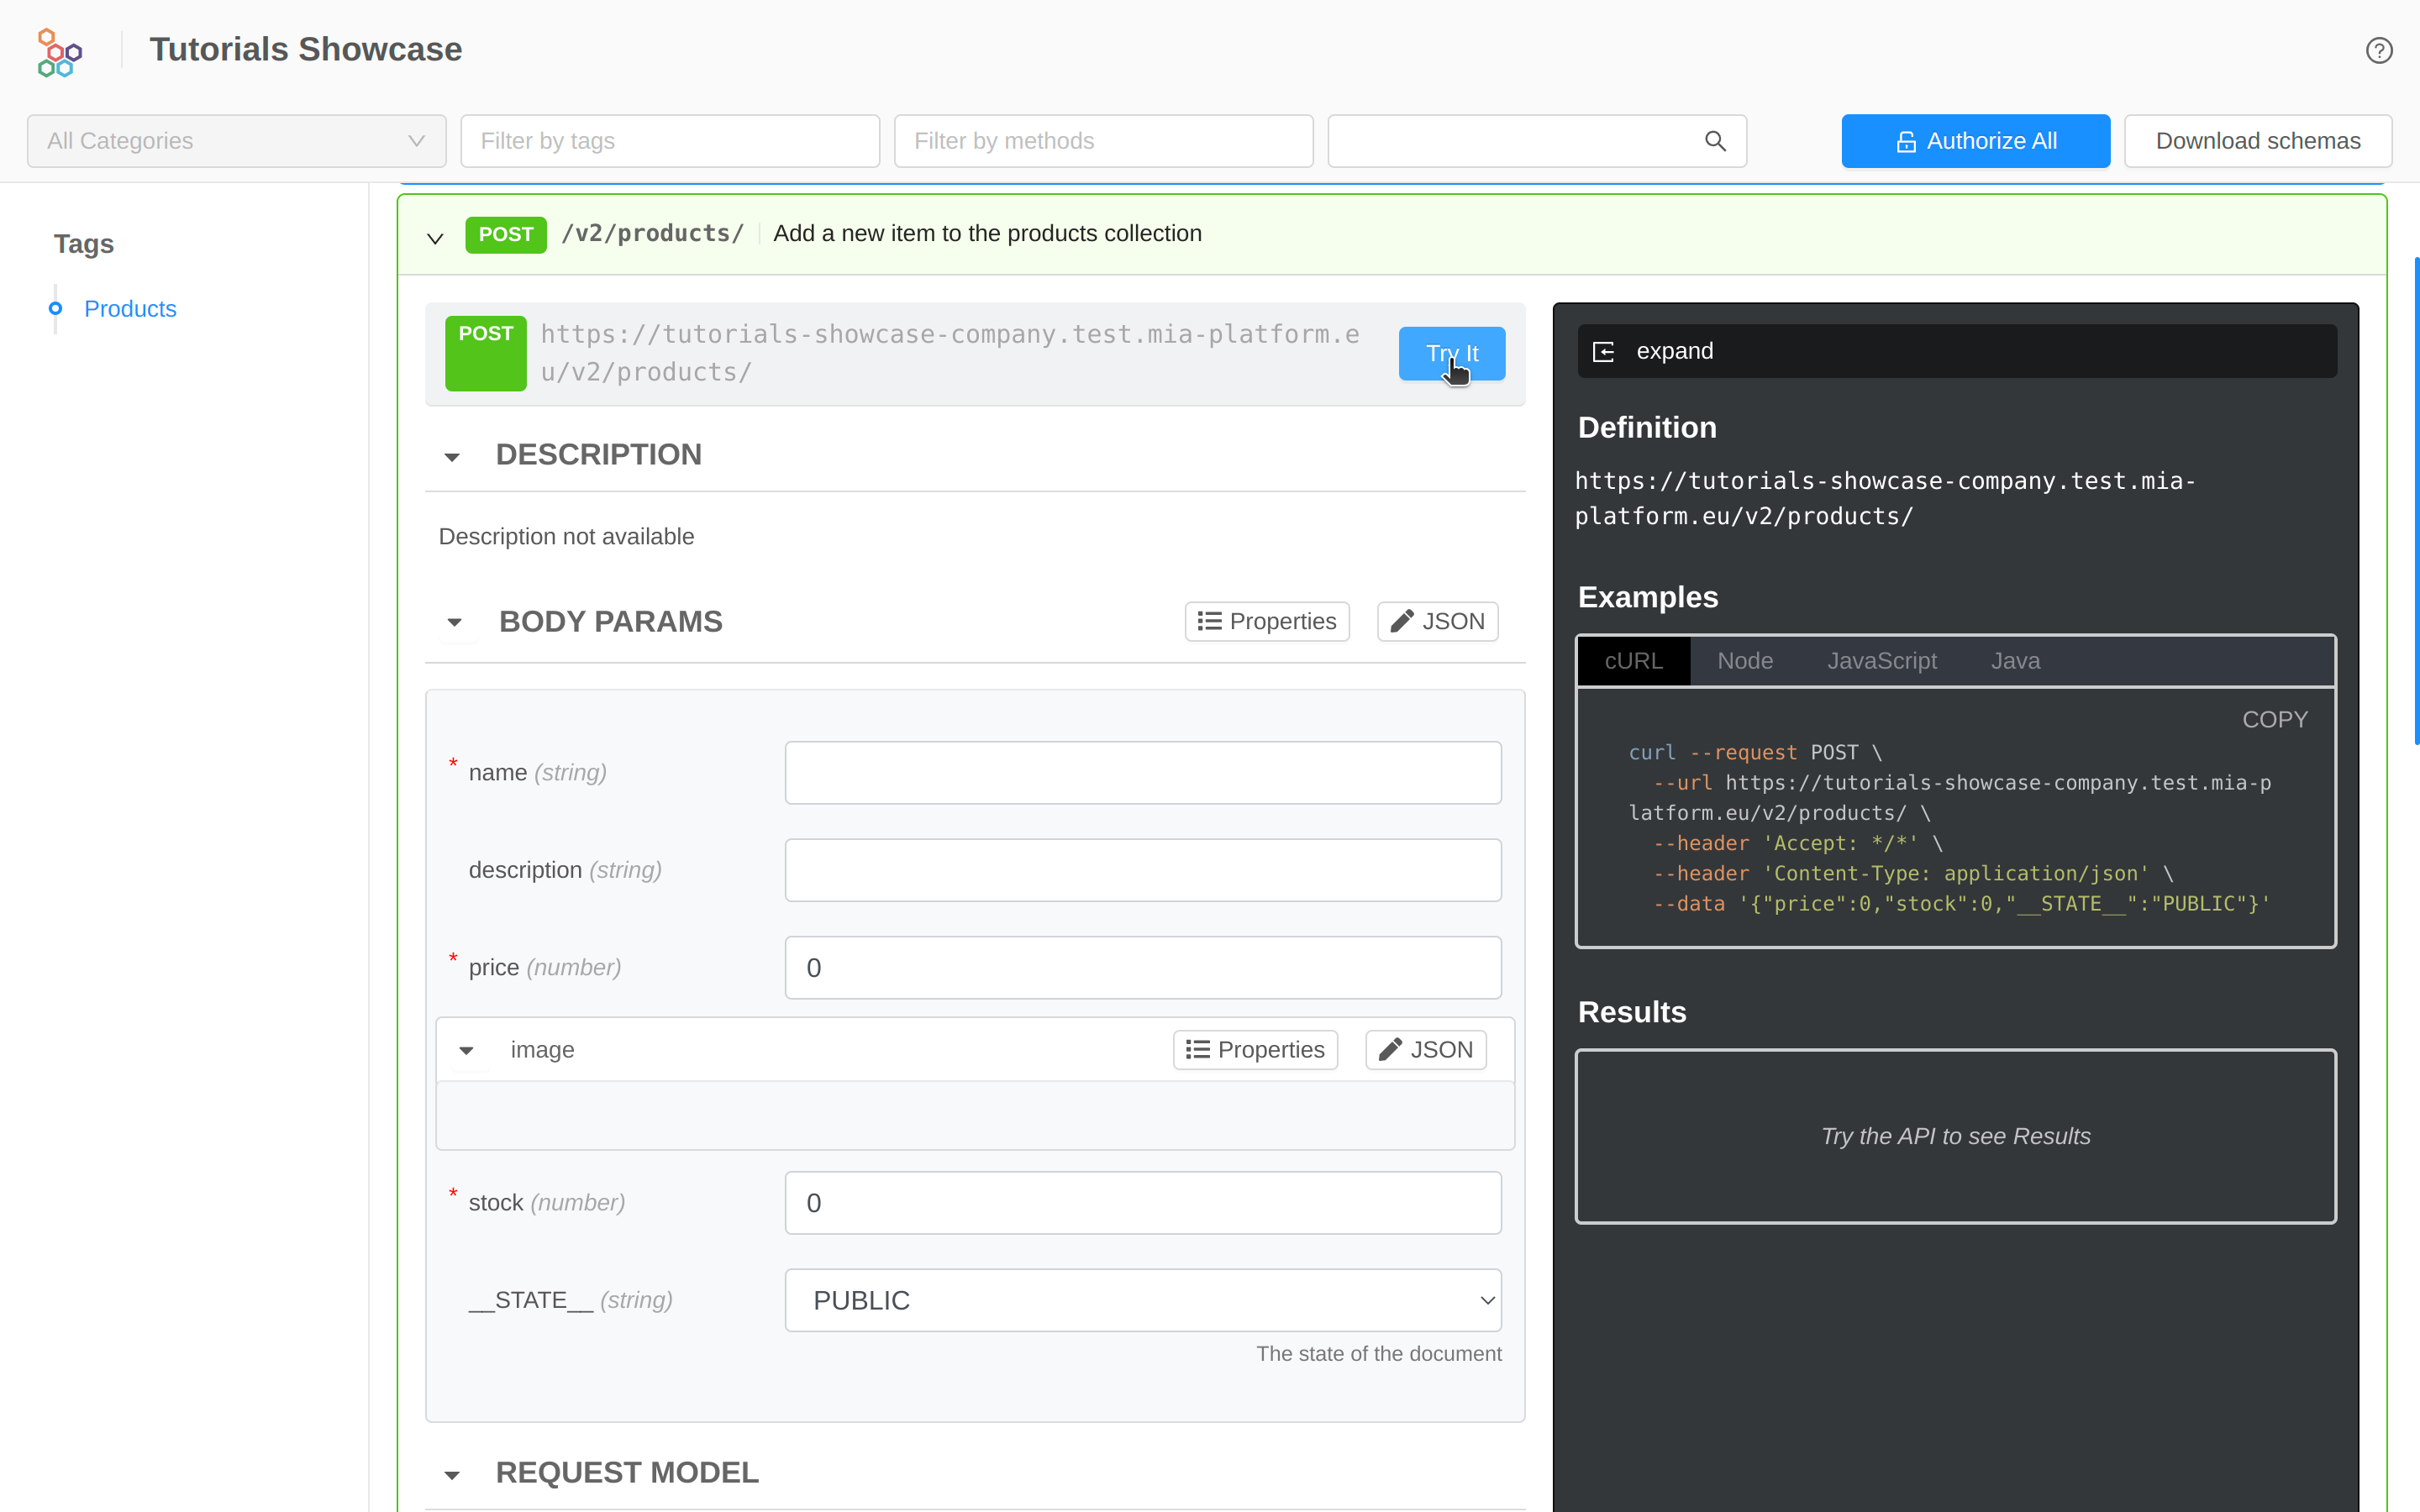 Tutorials Showcase
All Categories
Filter by tags
Filter by methods
Authorize All
Download schemas
Tags
Products
POST /v2/products/ Add a new item to the products collection
POST
https://tutorials-showcase-company.test.mia-platform.e
u/v2/products/
Try It
DESCRIPTION
Description not available
BODY PARAMS
Properties
JSON
* name (string)
description (string)
* price (number)
0
image
Properties
JSON
* stock (number)
0
__STATE__ (string)
PUBLIC
The state of the document
REQUEST MODEL
expand
Definition
https://tutorials-showcase-company.test.mia-
platform.eu/v2/products/
Examples
cURL
Node
JavaScript
Java
COPY
curl --request POST \
--url https://tutorials-showcase-company.test.mia-p
latform.eu/v2/products/ \
--header 'Accept: */*' \
--header 'Content-Type: application/json' \
--data '{"price":0,"stock":0,"__STATE__":"PUBLIC"}'
Results
Try the API to see Results